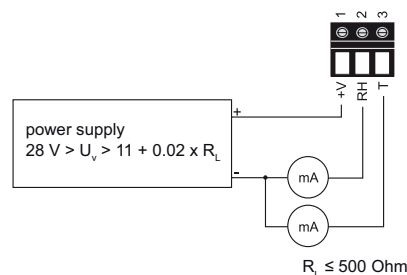 1 2 3
+V RH T
+
power supply
28 V > Uv > 11 + 0.02 x RL
-
mA
mA
RL ≤ 500 Ohm